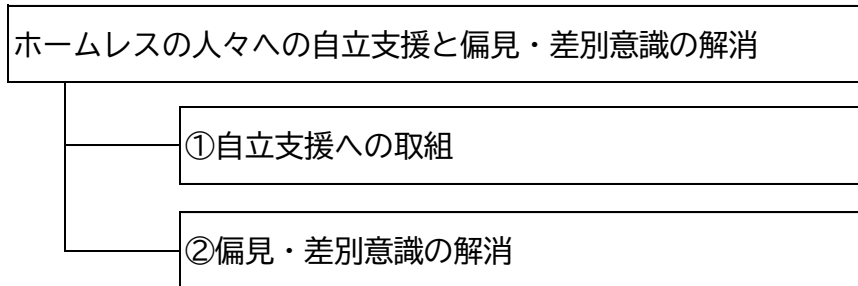 ホームレスの人々への自立支援と偏見・差別意識の解消
①自立支援への取組
②偏見・差別意識の解消